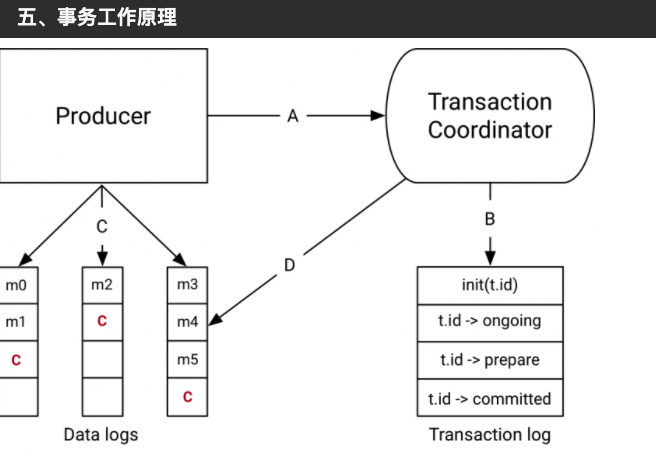 五、事务工作原理
Producer
A
Transaction
Coordinator
C
B
D
m0
m2
m3
init(t.id)
m1
C
m4
t.id -> ongoing
C
m5
t.id -> prepare
C
t.id -> committed
Data logs
Transaction log